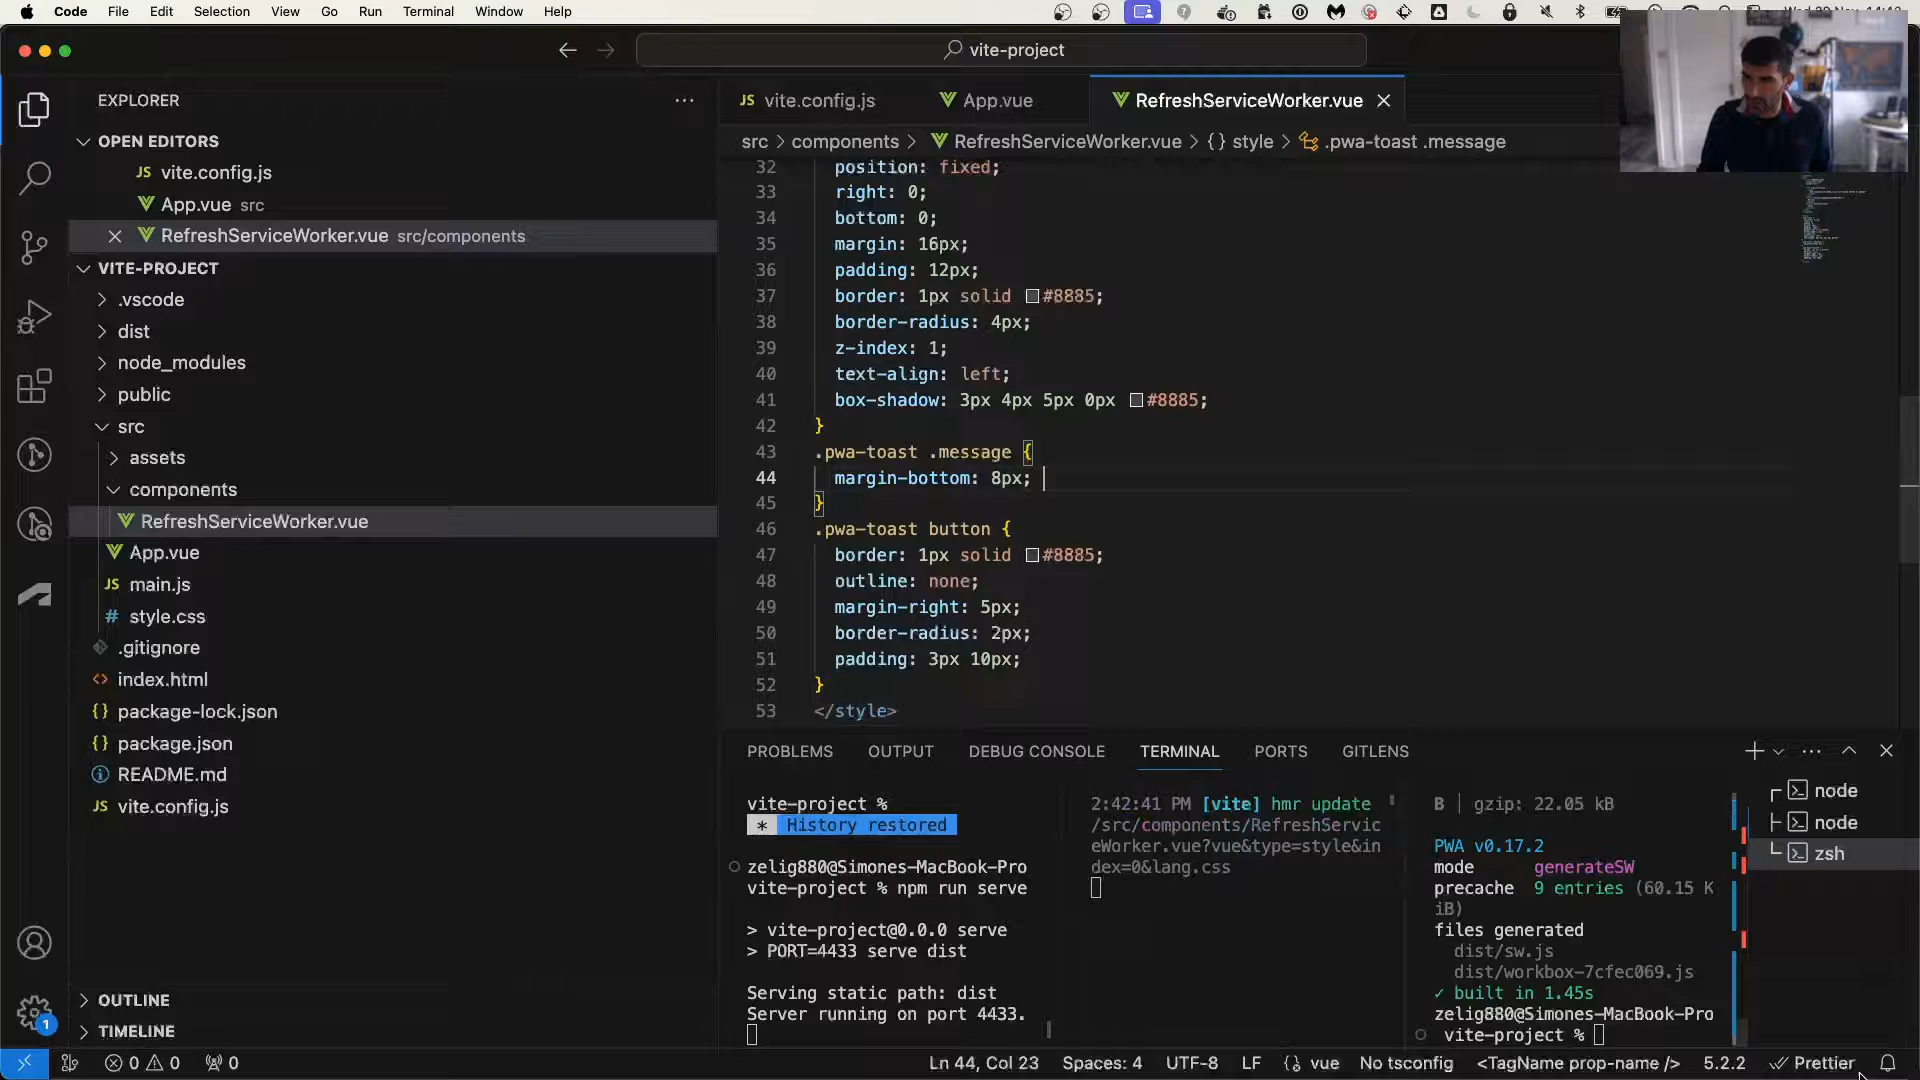 Code File Edit Selection View Go Run Terminal Window Help
vite-project
EXPLORER
OPEN EDITORS
JS vite.config.js
App.vue src
RefreshServiceWorker.vue src/components
VITE-PROJECT
.vscode
dist
node_modules
public
src
assets
components
RefreshServiceWorker.vue
App.vue
JS main.js
# style.css
.gitignore
<> index.html
{} package-lock.json
{} package.json
README.md
JS vite.config.js
OUTLINE
TIMELINE
JS vite.config.js App.vue RefreshServiceWorker.vue
src > components > RefreshServiceWorker.vue > {} style > .pwa-toast .message
32 position: fixed;
33 right: 0;
34 bottom: 0;
35 margin: 16px;
36 padding: 12px;
37 border: 1px solid #8885;
38 border-radius: 4px;
39 z-index: 1;
40 text-align: left;
41 box-shadow: 3px 4px 5px 0px #8885;
42 }
43 .pwa-toast .message {
44 margin-bottom: 8px;
45 }
46 .pwa-toast button {
47 border: 1px solid #8885;
48 outline: none;
49 margin-right: 5px;
50 border-radius: 2px;
51 padding: 3px 10px;
52 }
53 </style>
PROBLEMS OUTPUT DEBUG CONSOLE TERMINAL PORTS GITLENS
vite-project %
* History restored
zelig880@Simones-MacBook-Pro
vite-project % npm run serve
> vite-project@0.0.0 serve
> PORT=4433 serve dist
Serving static path: dist
Server running on port 4433.
2:42:41 PM [vite] hmr update
/src/components/RefreshServic
eWorker.vue?vue&type=style&in
dex=0&lang.css
B │ gzip: 22.05 kB
PWA v0.17.2
mode generateSW
precache 9 entries (60.15 K
iB)
files generated
dist/sw.js
dist/workbox-7cfec069.js
✓ built in 1.45s
zelig880@Simones-MacBook-Pro
vite-project %
node
node
zsh
1
0 0 0
Ln 44, Col 23 Spaces: 4 UTF-8 LF {} vue No tsconfig <TagName prop-name /> 5.2.2 Prettier